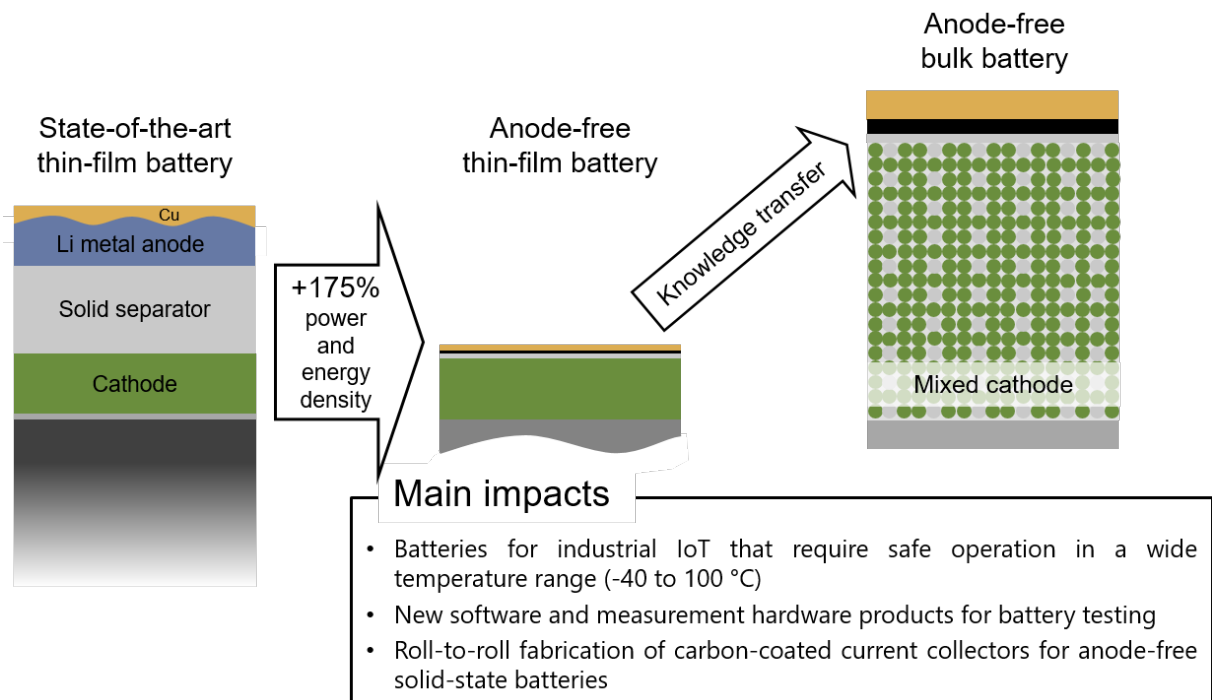 State-of-the-art
thin-film battery
Cu
Li metal anode
Solid separator
Cathode
+175%
power
and
energy
density
Anode-free
thin-film battery
Knowledge transfer
Anode-free
bulk battery
Mixed cathode
Main impacts
• Batteries for industrial IoT that require safe operation in a wide
temperature range (-40 to 100 °C)
• New software and measurement hardware products for battery testing
• Roll-to-roll fabrication of carbon-coated current collectors for anode-free
solid-state batteries